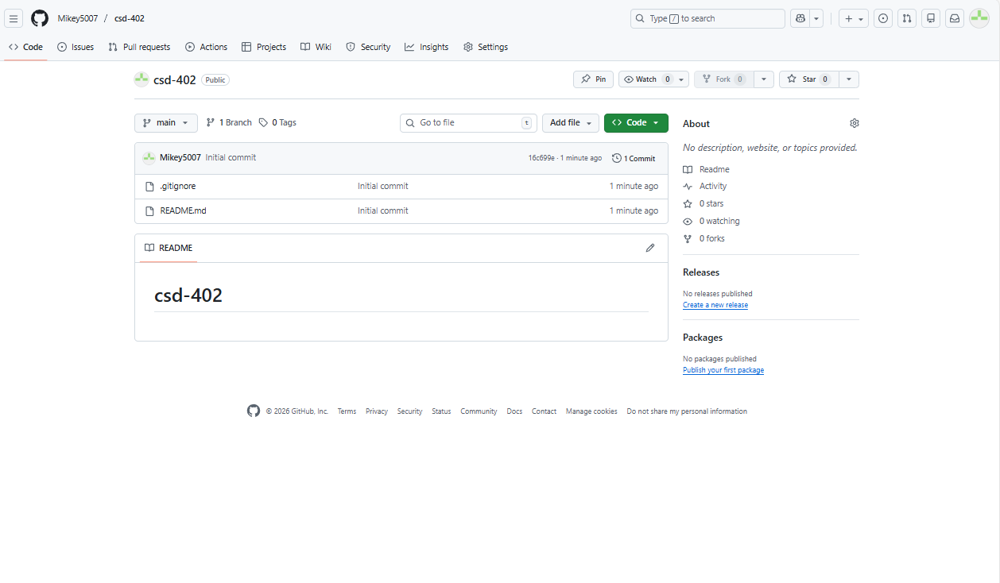 Mikey5007 / csd-402 Type / to search
Code Issues Pull requests Actions Projects Wiki Security Insights Settings
csd-402 Public Pin Watch 0 Fork 0 Star 0
main 1 Branch 0 Tags Go to file t Add file Code
Mikey5007 Initial commit 16c699e · 1 minute ago 1 Commit
.gitignore Initial commit 1 minute ago
README.md Initial commit 1 minute ago
README
csd-402
About
No description, website, or topics provided.
Readme
Activity
0 stars
0 watching
0 forks
Releases
No releases published
Create a new release
Packages
No packages published
Publish your first package
© 2026 GitHub, Inc. Terms Privacy Security Status Community Docs Contact Manage cookies Do not share my personal information